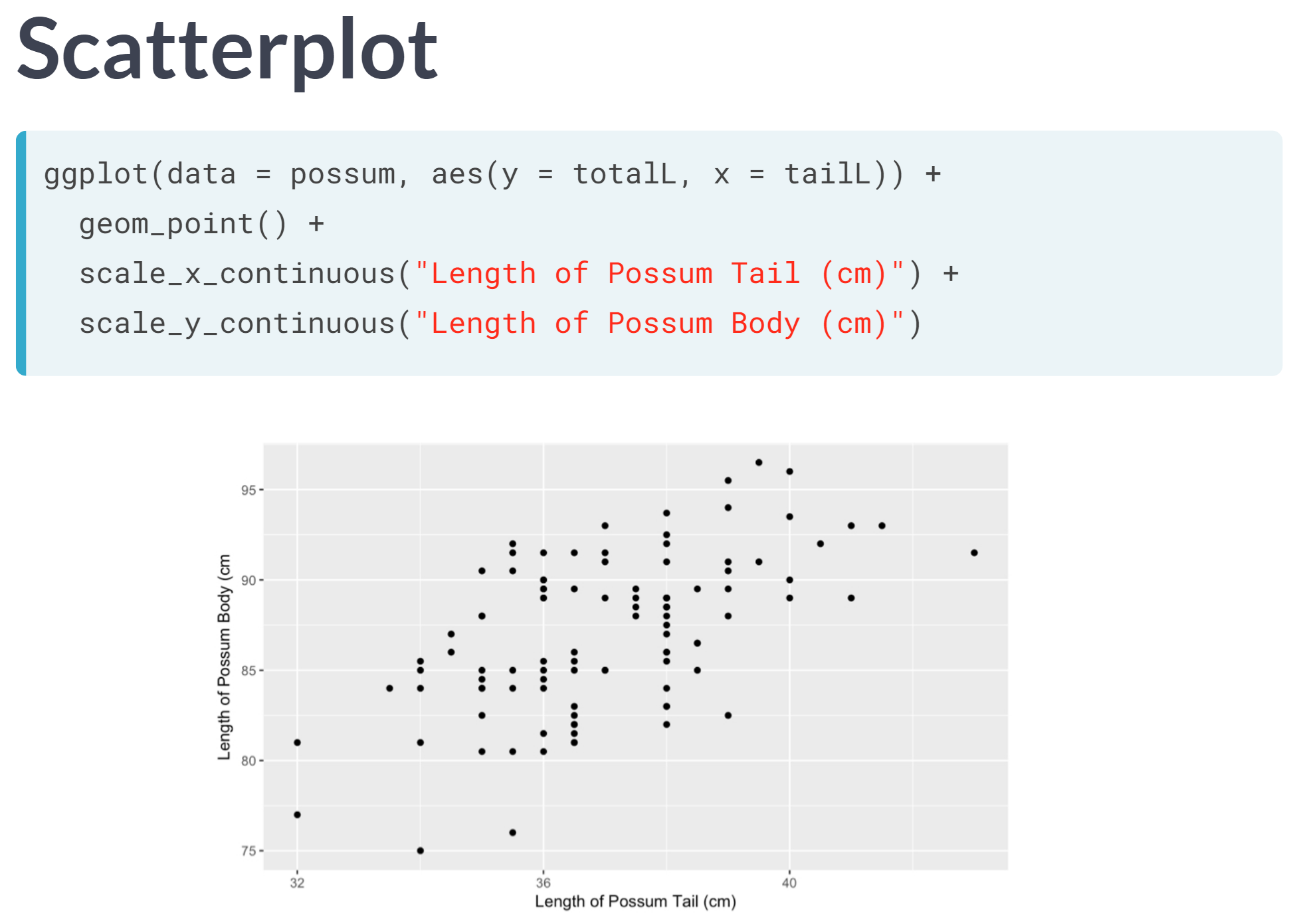 Scatterplot
ggplot(data = possum, aes(y = totalL, x = tailL)) +
geom_point() +
scale_x_continuous("Length of Possum Tail (cm)") +
scale_y_continuous("Length of Possum Body (cm)")
Length of Possum Body (cm
95
90
85
80
75
32 36 40
Length of Possum Tail (cm)